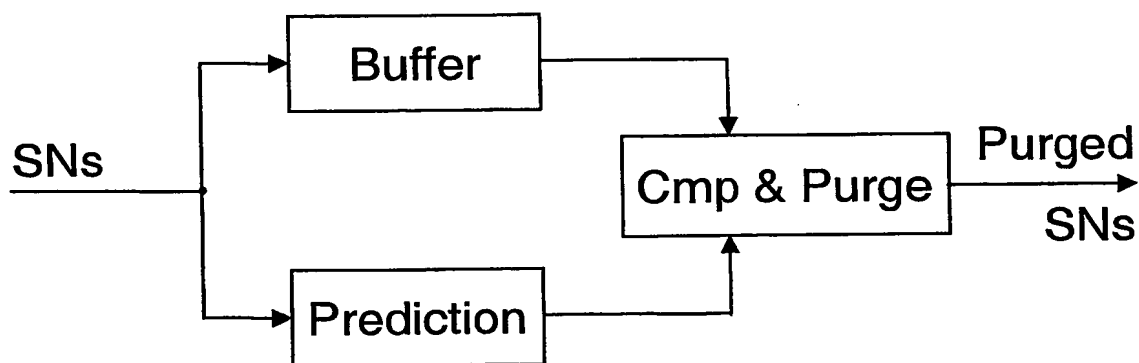 SNs
Buffer
Prediction
Cmp & Purge
Purged
SNs